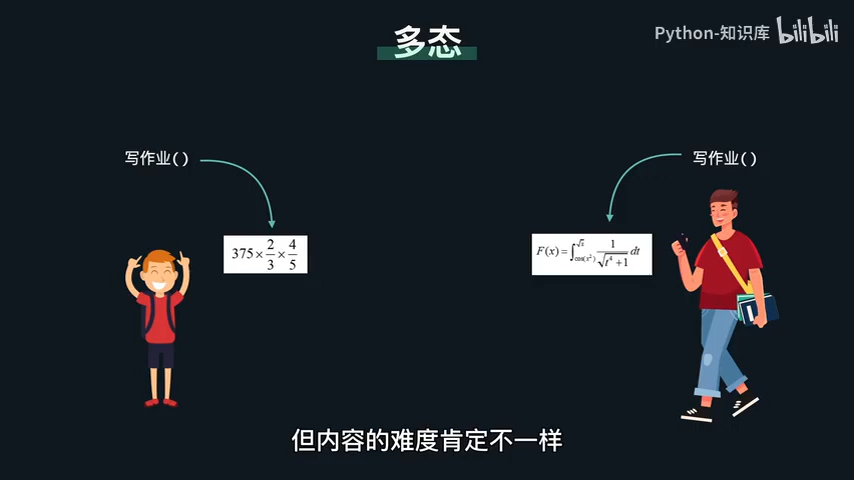 多态
Python-知识库 bilibili
写作业()
写作业()
375×2/3×4/5
F(x)=∫_{cos(x²)}^{√x} 1/√(t⁴+1) dt
但内容的难度肯定不一样